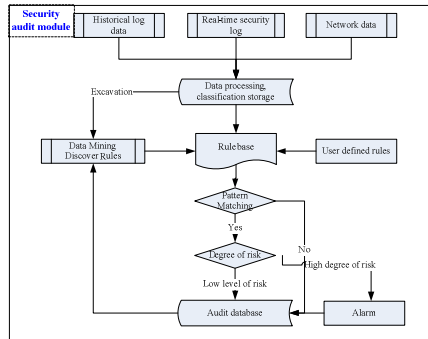 Security
audit module
Historical log
data
Real-time security
log
Network data
Data processing,
classification storage
Excavation
Data Mining
Discover Rules
Rulebase
User defined rules
Pattern
Matching
Yes
No
Degree of risk
High degree of risk
Low level of risk
Audit database
Alarm